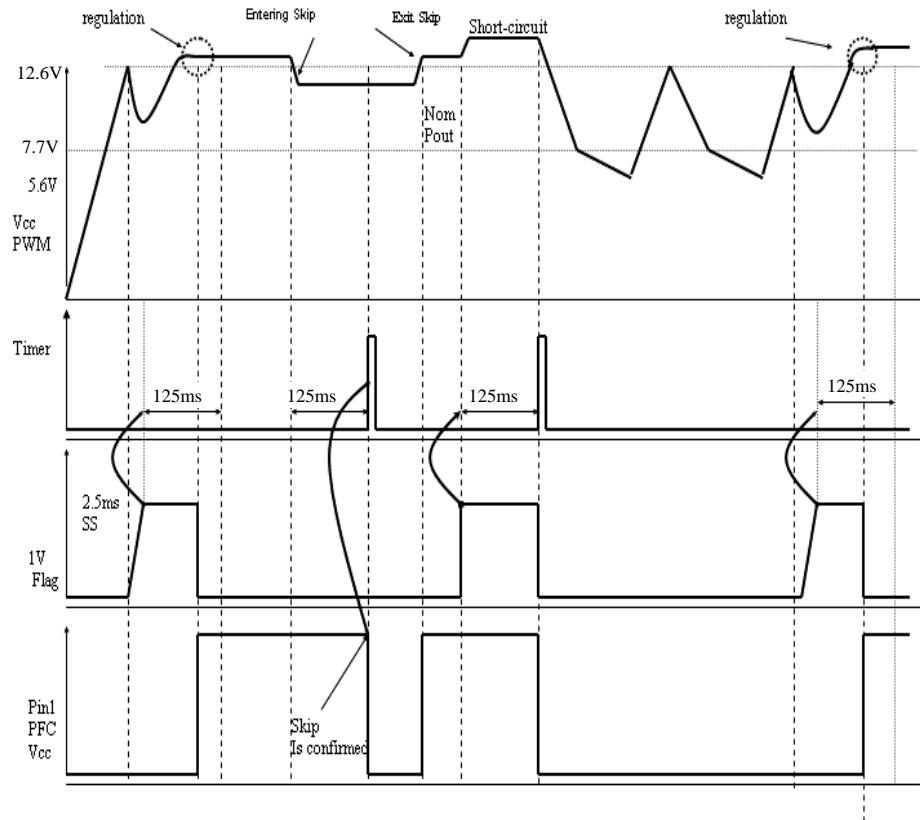 regulation
Entering Skip
Exit Skip
Short-circuit
regulation
12.6V
Nom
Pout
7.7V
5.6V
Vcc
PWM
Timer
125ms
125ms
125ms
125ms
2.5ms
SS
1V
Flag
Pin1
PFC
Vcc
Skip
Is confirmed